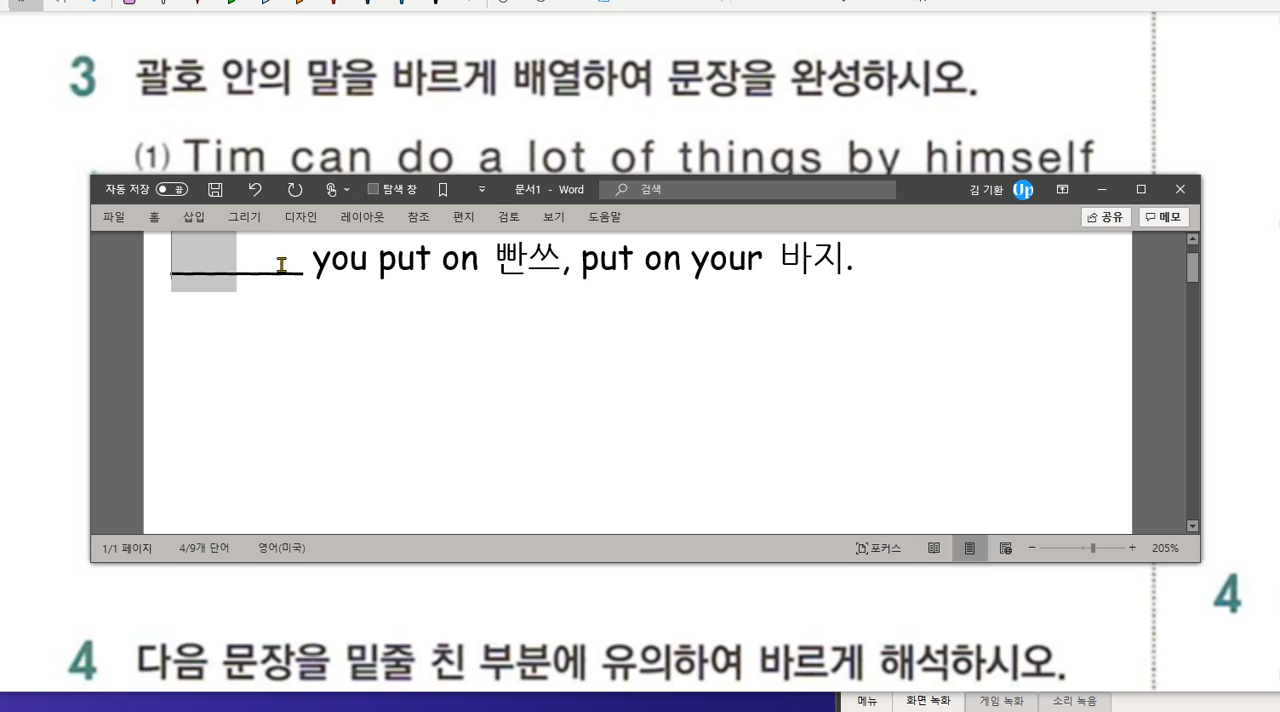 3 괄호 안의 말을 바르게 배열하여 문장을 완성하시오.
(1) Tim can do a lot of things by himself
자동 저장 끔 탐색 창 문서1 - Word 검색 김 기환 Up
파일 홈 삽입 그리기 디자인 레이아웃 참조 편지 검토 보기 도움말 공유 메모
you put on 빤쓰, put on your 바지.
1/1 페이지 4/9개 단어 영어(미국) 포커스 205%
4
4 다음 문장을 밑줄 친 부분에 유의하여 바르게 해석하시오.
메뉴 화면 녹화 게임 녹화 소리 녹음